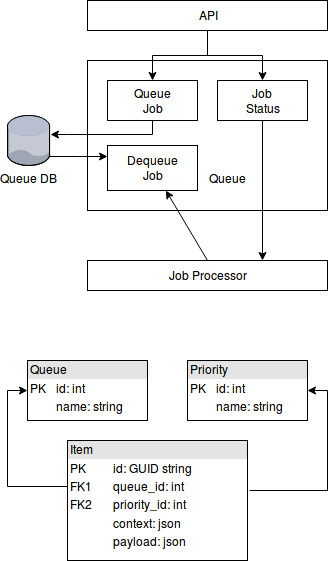 API
Queue
Job
Job
Status
Queue DB
Dequeue
Job
Queue
Job Processor
Queue
PK id: int
name: string
Priority
PK id: int
name: string
Item
PK id: GUID string
FK1 queue_id: int
FK2 priority_id: int
context: json
payload: json